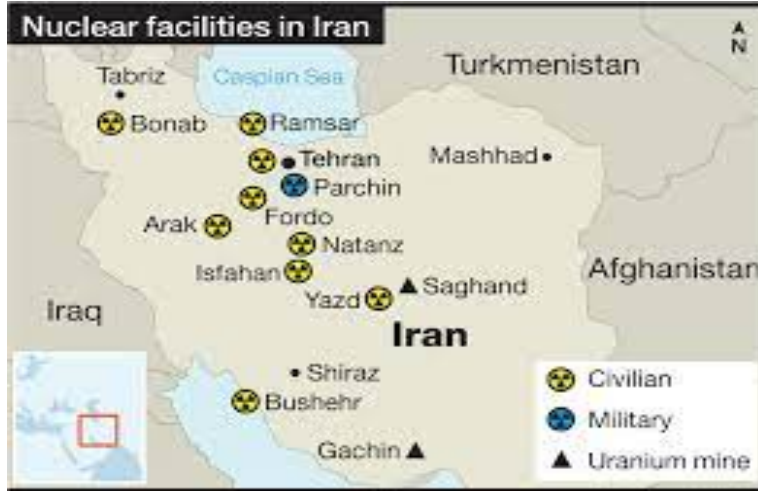 Nuclear facilities in Iran
A
N
Caspian Sea
Turkmenistan
Tabriz
Bonab
Ramsar
Tehran
Mashhad
Parchin
Fordo
Arak
Natanz
Isfahan
Afghanistan
Saghand
Yazd
Iraq
Iran
Shiraz
Bushehr
Gachin
Civilian
Military
Uranium mine